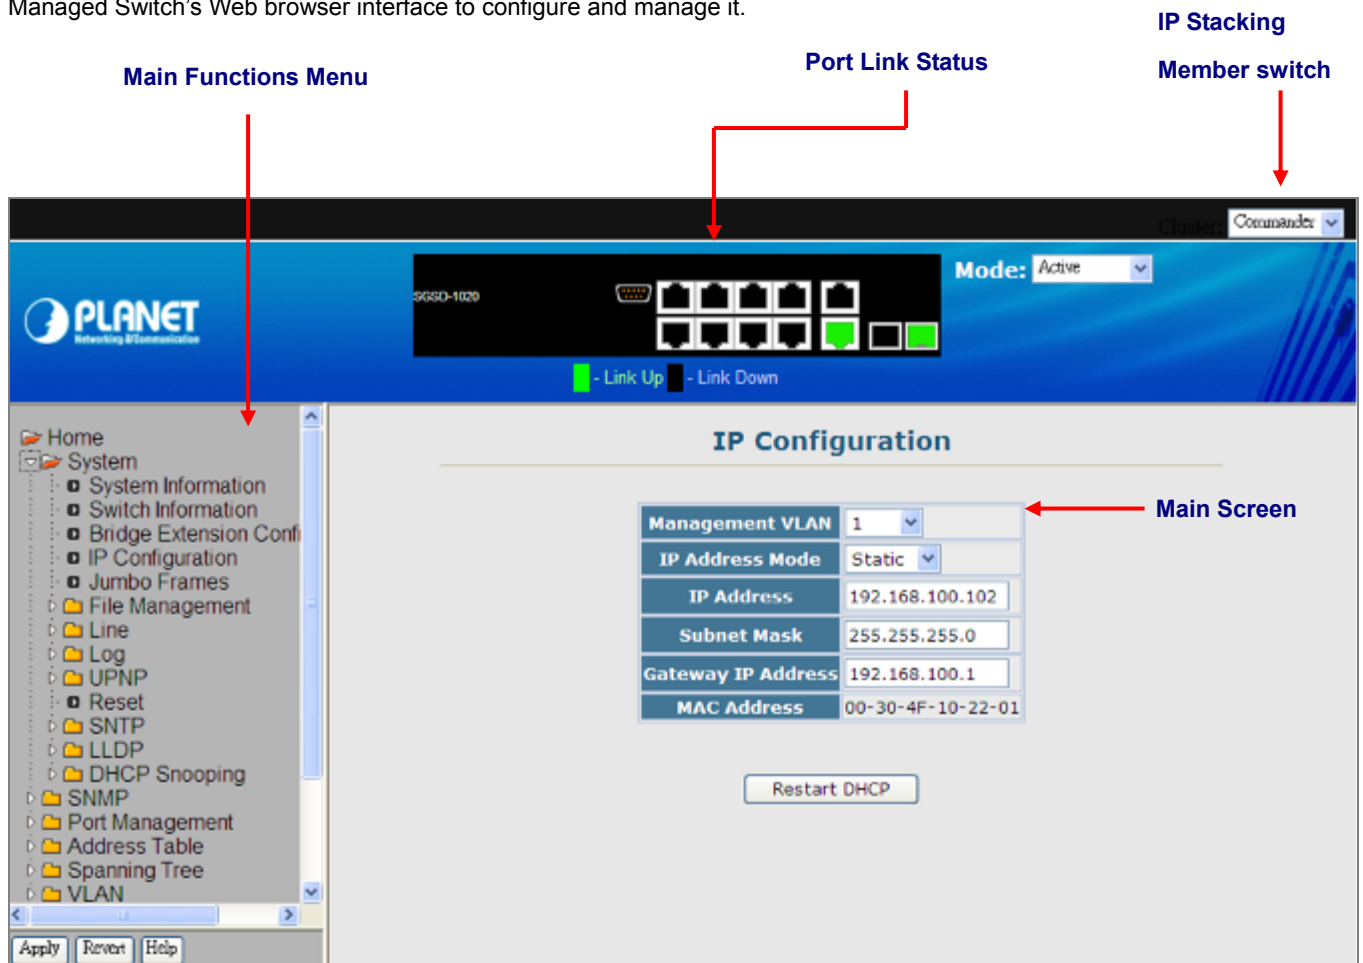 Managed Switch's Web browser interface to configure and manage it.
IP Stacking
Member switch
Port Link Status
Main Functions Menu
Cluster: Commander
PLANET
Networking & Communication
SGSD-1020
Mode: Active
- Link Up - Link Down
Home
System
System Information
Switch Information
Bridge Extension Confi
IP Configuration
Jumbo Frames
File Management
Line
Log
UPNP
Reset
SNTP
LLDP
DHCP Snooping
SNMP
Port Management
Address Table
Spanning Tree
VLAN
Apply Revert Help
IP Configuration
Management VLAN 1
IP Address Mode Static
IP Address 192.168.100.102
Subnet Mask 255.255.255.0
Gateway IP Address 192.168.100.1
MAC Address 00-30-4F-10-22-01
Restart DHCP
Main Screen